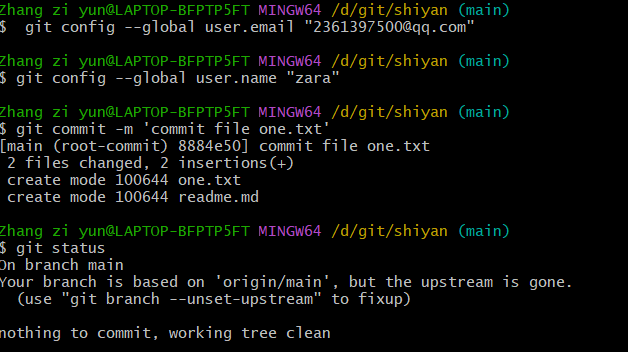 Zhang zi yun@LAPTOP-BFPTP5FT MINGW64 /d/git/shiyan (main)
$  git config --global user.email "2361397500@qq.com"
Zhang zi yun@LAPTOP-BFPTP5FT MINGW64 /d/git/shiyan (main)
$ git config --global user.name "zara"
Zhang zi yun@LAPTOP-BFPTP5FT MINGW64 /d/git/shiyan (main)
$ git commit -m 'commit file one.txt'
[main (root-commit) 8884e50] commit file one.txt
 2 files changed, 2 insertions(+)
 create mode 100644 one.txt
 create mode 100644 readme.md
Zhang zi yun@LAPTOP-BFPTP5FT MINGW64 /d/git/shiyan (main)
$ git status
On branch main
Your branch is based on 'origin/main', but the upstream is gone.
  (use "git branch --unset-upstream" to fixup)
nothing to commit, working tree clean